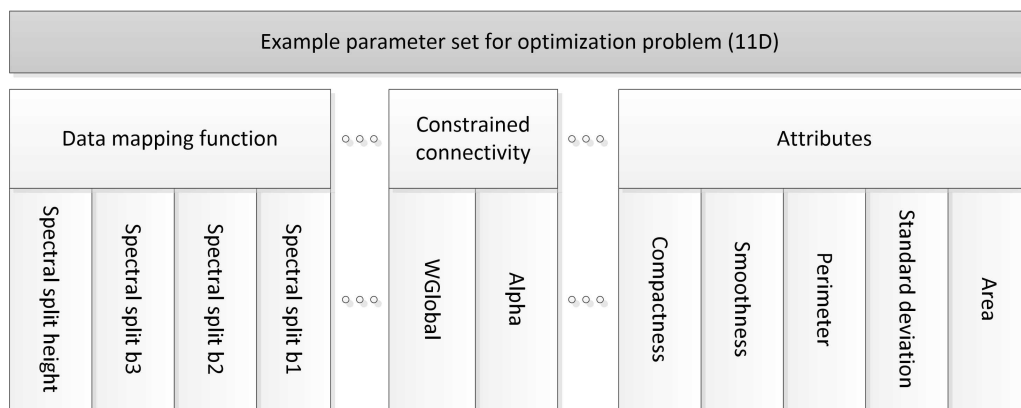 Example parameter set for optimization problem (11D)
Data mapping function
Constrained
connectivity
Attributes
Spectral split height
Spectral split b3
Spectral split b2
Spectral split b1
WGlobal
Alpha
Compactness
Smoothness
Perimeter
Standard deviation
Area